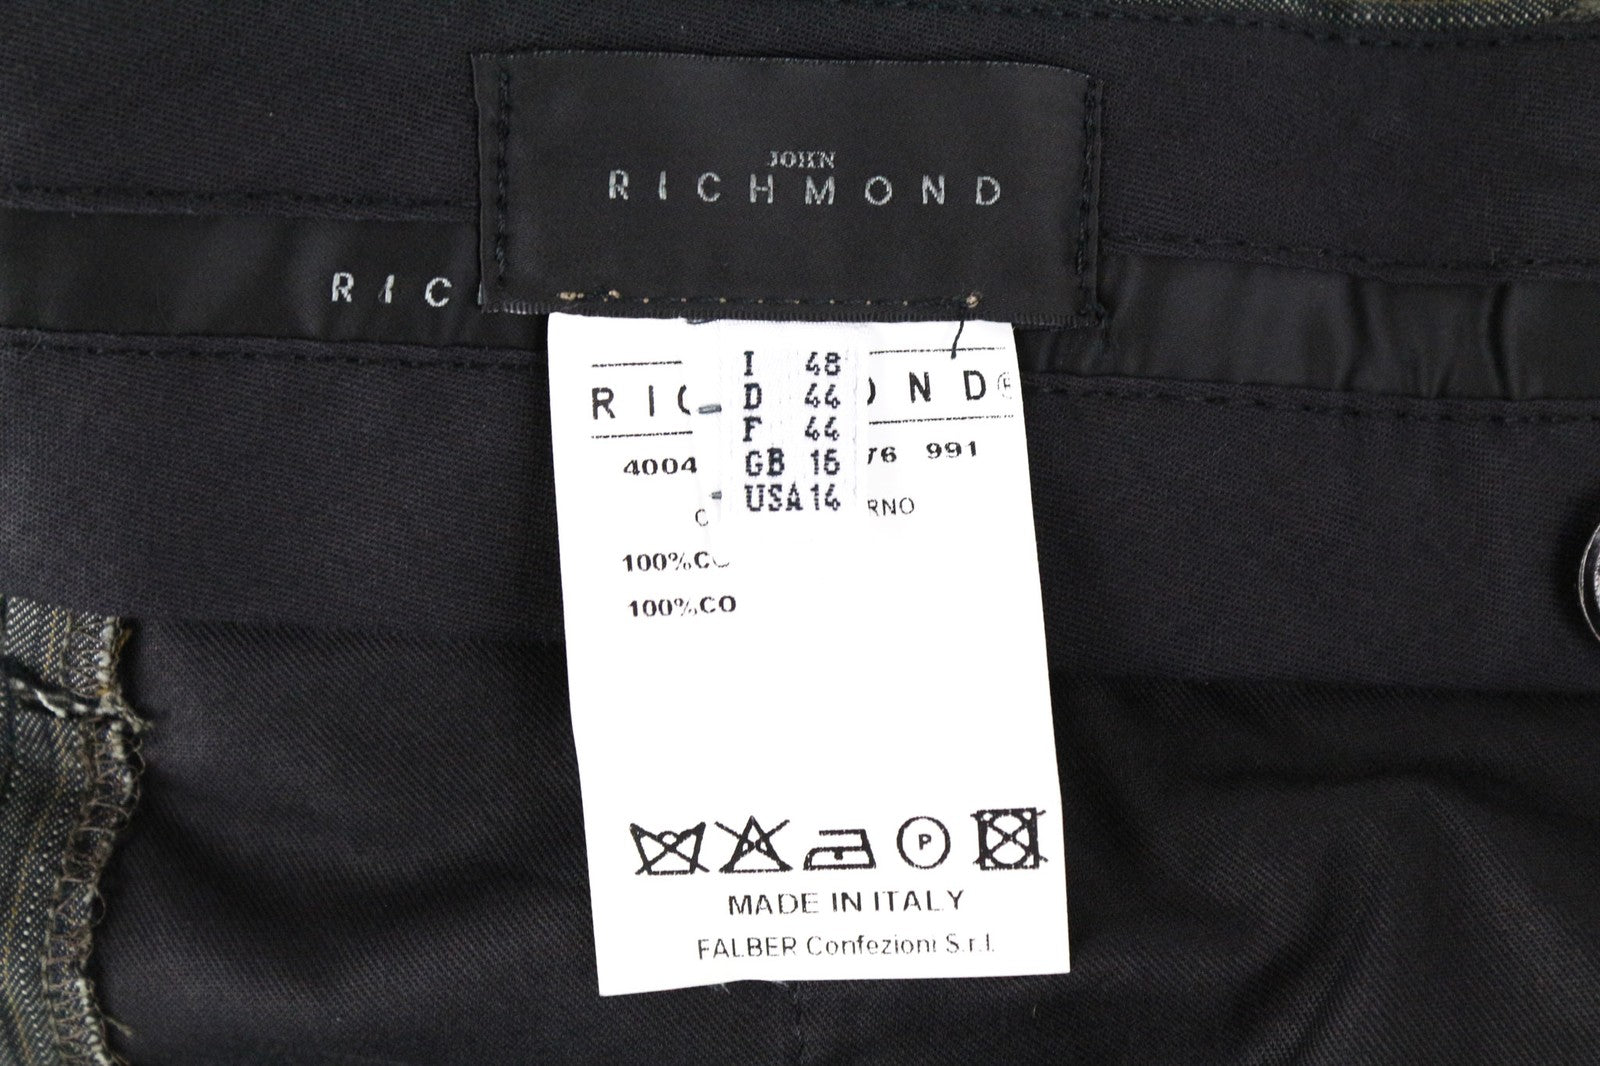 JOHN
RICHMOND
RIC
I 48
D 44
F 44
GB 16
USA 14
RIC OND®
4004 76 991
C RNO
100%CO
100%CO
P
MADE IN ITALY
FALBER Confezioni S.r.l.